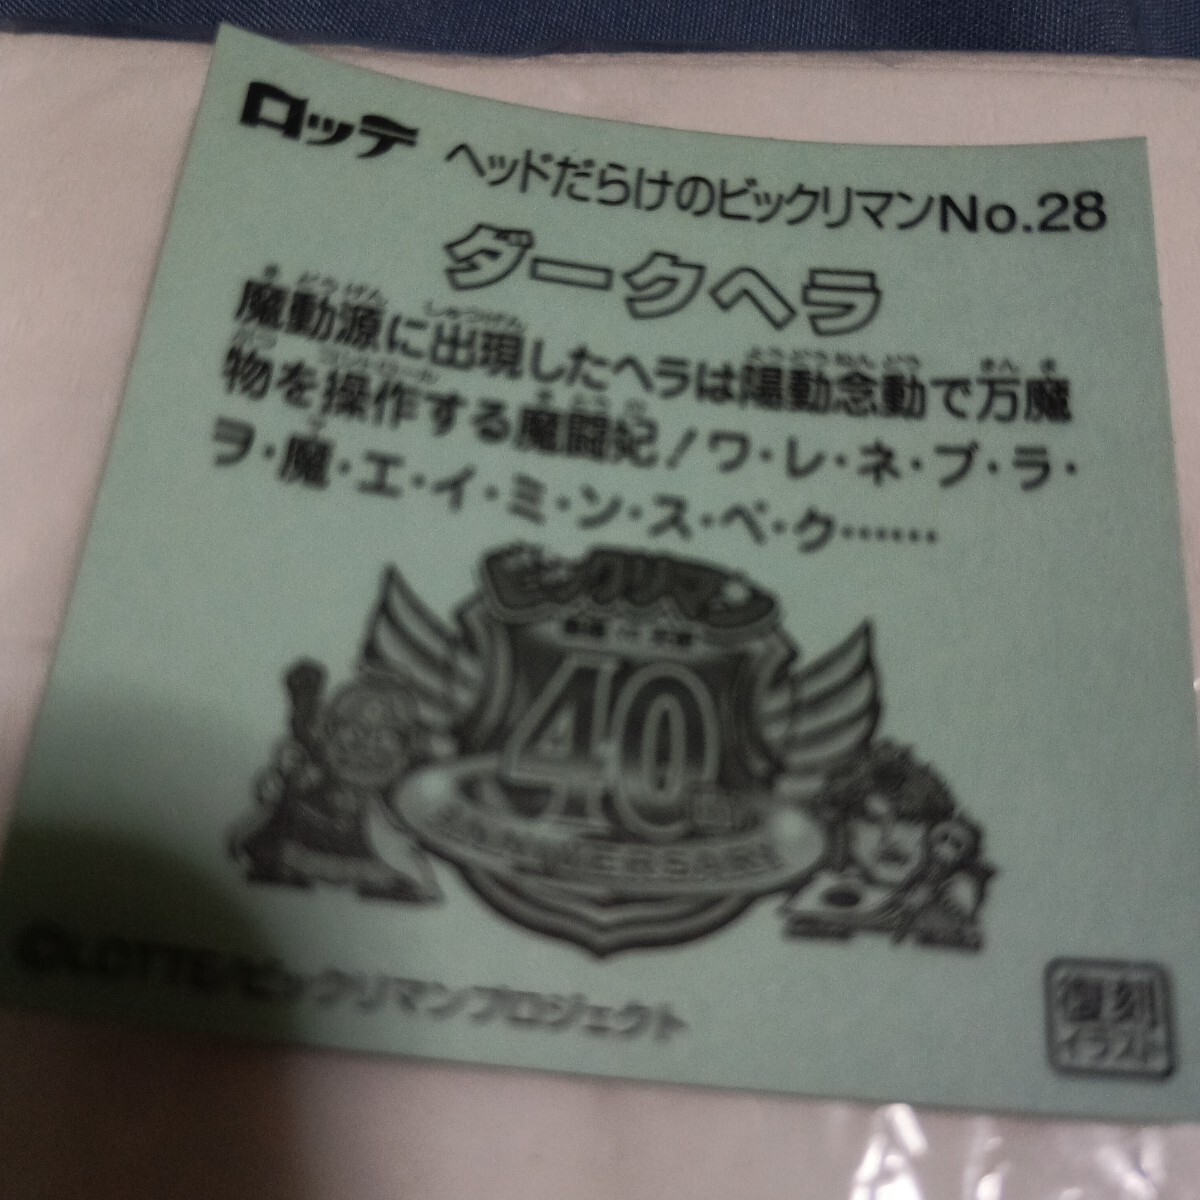 ロッテ ヘッドだらけのビックリマンNo.28
ダークヘラ
魔動源に出現したヘラは陽動念動で万魔
物を操作する魔闘妃!ワ・レ・ネ・ブ・ラ・
ヲ・魔・エ・イ・ミ・ン・ス・ベ・ク……
ビックリマン
40th
ANNIVERSARY
©LOTTE/ビックリマンプロジェクト
復刻
イラスト